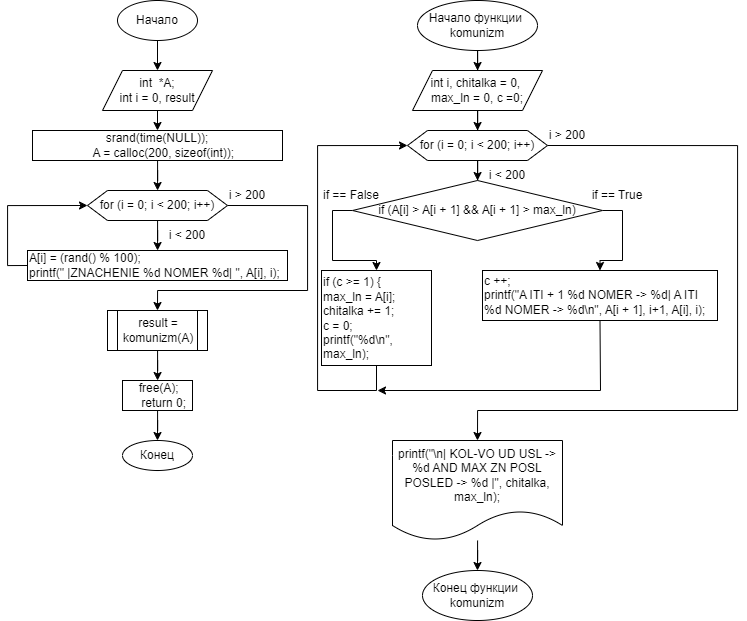 Начало
int *A;
int i = 0, result
srand(time(NULL));
A = calloc(200, sizeof(int));
for (i = 0; i < 200; i++)
i > 200
i < 200
A[i] = (rand() % 100);
printf(" |ZNACHENIE %d NOMER %d| ", A[i], i);
result =
komunizm(A)
free(A);
return 0;
Конец
Начало функции
komunizm
int i, chitalka = 0,
max_ln = 0, c =0;
for (i = 0; i < 200; i++)
i > 200
i < 200
if == False
if == True
if (A[i] > A[i + 1] && A[i + 1] > max_ln)
if (c >= 1) {
max_ln = A[i];
chitalka += 1;
c = 0;
printf("%d\n",
max_ln);
c ++;
printf("A ITI + 1 %d NOMER -> %d| A ITI
%d NOMER -> %d\n", A[i + 1], i+1, A[i], i);
printf("\n| KOL-VO UD USL ->
%d AND MAX ZN POSL
POSLED -> %d |", chitalka,
max_ln);
Конец функции
komunizm